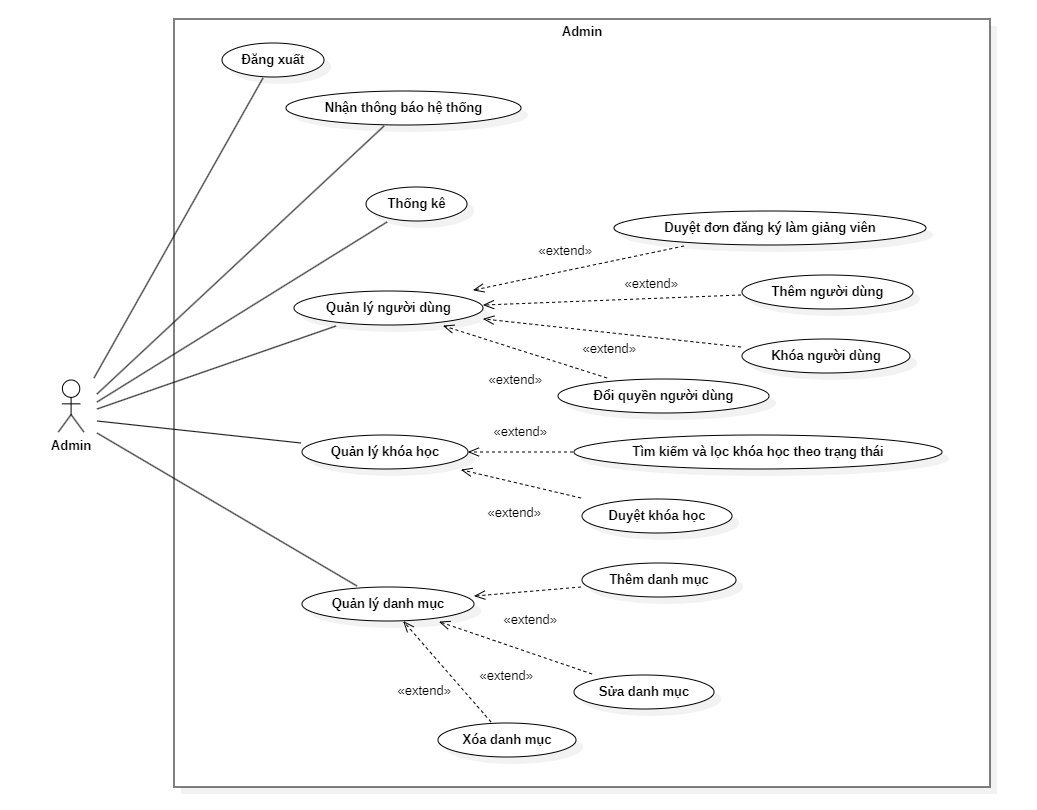 Admin
Đăng xuất
Nhận thông báo hệ thống
Thống kê
Duyệt đơn đăng ký làm giảng viên
«extend»
«extend»
Thêm người dùng
Quản lý người dùng
«extend»
Khóa người dùng
«extend»
Đổi quyền người dùng
Admin
«extend»
Quản lý khóa học
Tìm kiếm và lọc khóa học theo trạng thái
«extend»
Duyệt khóa học
Thêm danh mục
Quản lý danh mục
«extend»
«extend»
«extend»
Sửa danh mục
Xóa danh mục